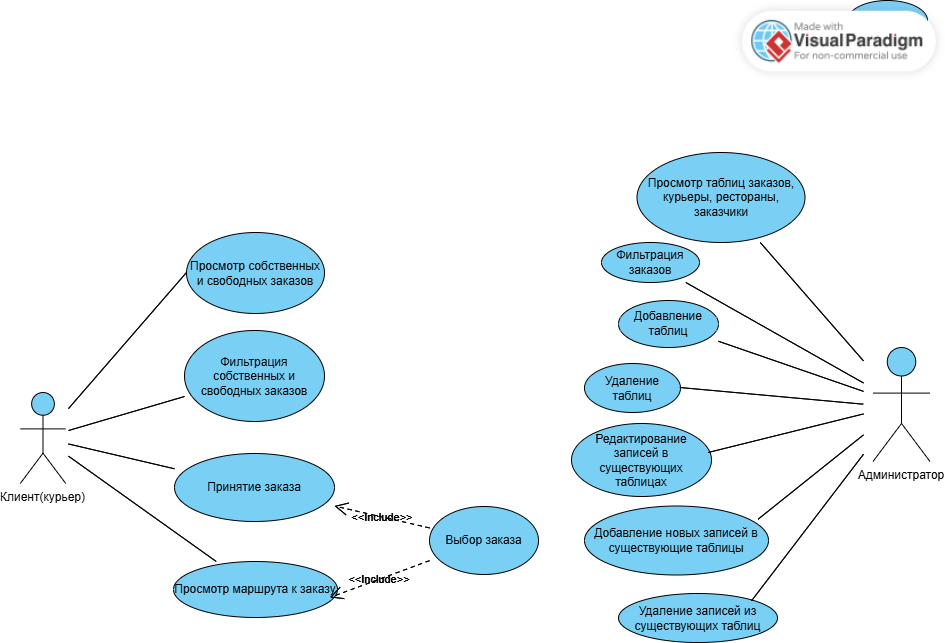 Made with
Visual Paradigm
For non-commercial use
Просмотр таблиц заказов,
курьеры, рестораны,
заказчики
Просмотр собственных
и свободных заказов
Фильтрация
заказов
Добавление
таблиц
Фильтрация
собственных и
свободных заказов
Удаление
таблиц
Редактирование
записей в
существующих
таблицах
Администратор
Клиент(курьер)
Принятие заказа
<<Include>>
Выбор заказа
Добавление новых записей в
существующие таблицы
<<Include>>
Просмотр маршрута к заказу
Удаление записей из
существующих таблиц